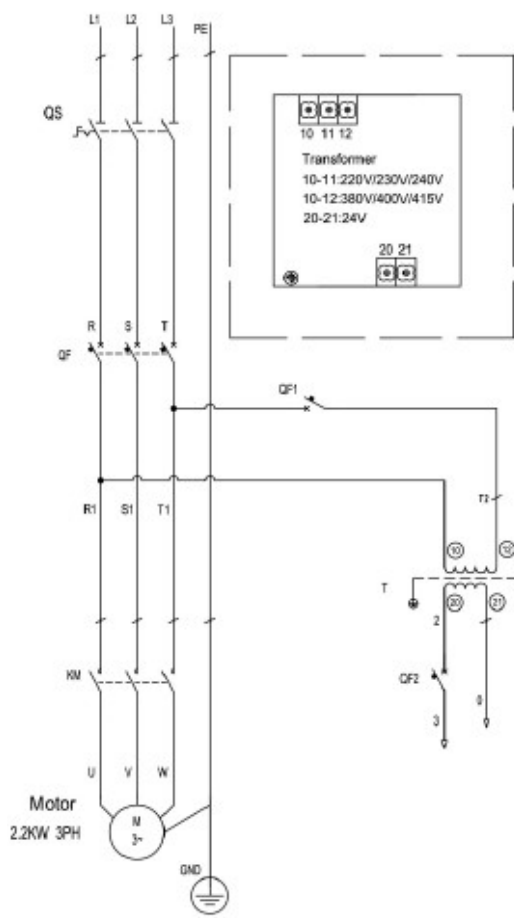 L1 L2 L3 PE
QS
10 11 12
Transformer
10-11:220V/230V/240V
10-12:380V/400V/415V
20-21:24V
20 21
R S T
QF
QF1
R1 S1 T1
T2
10 12
T
20 21
2
KM
QF2
0
3
U V W
Motor
2.2KW 3PH
M
3~
GND